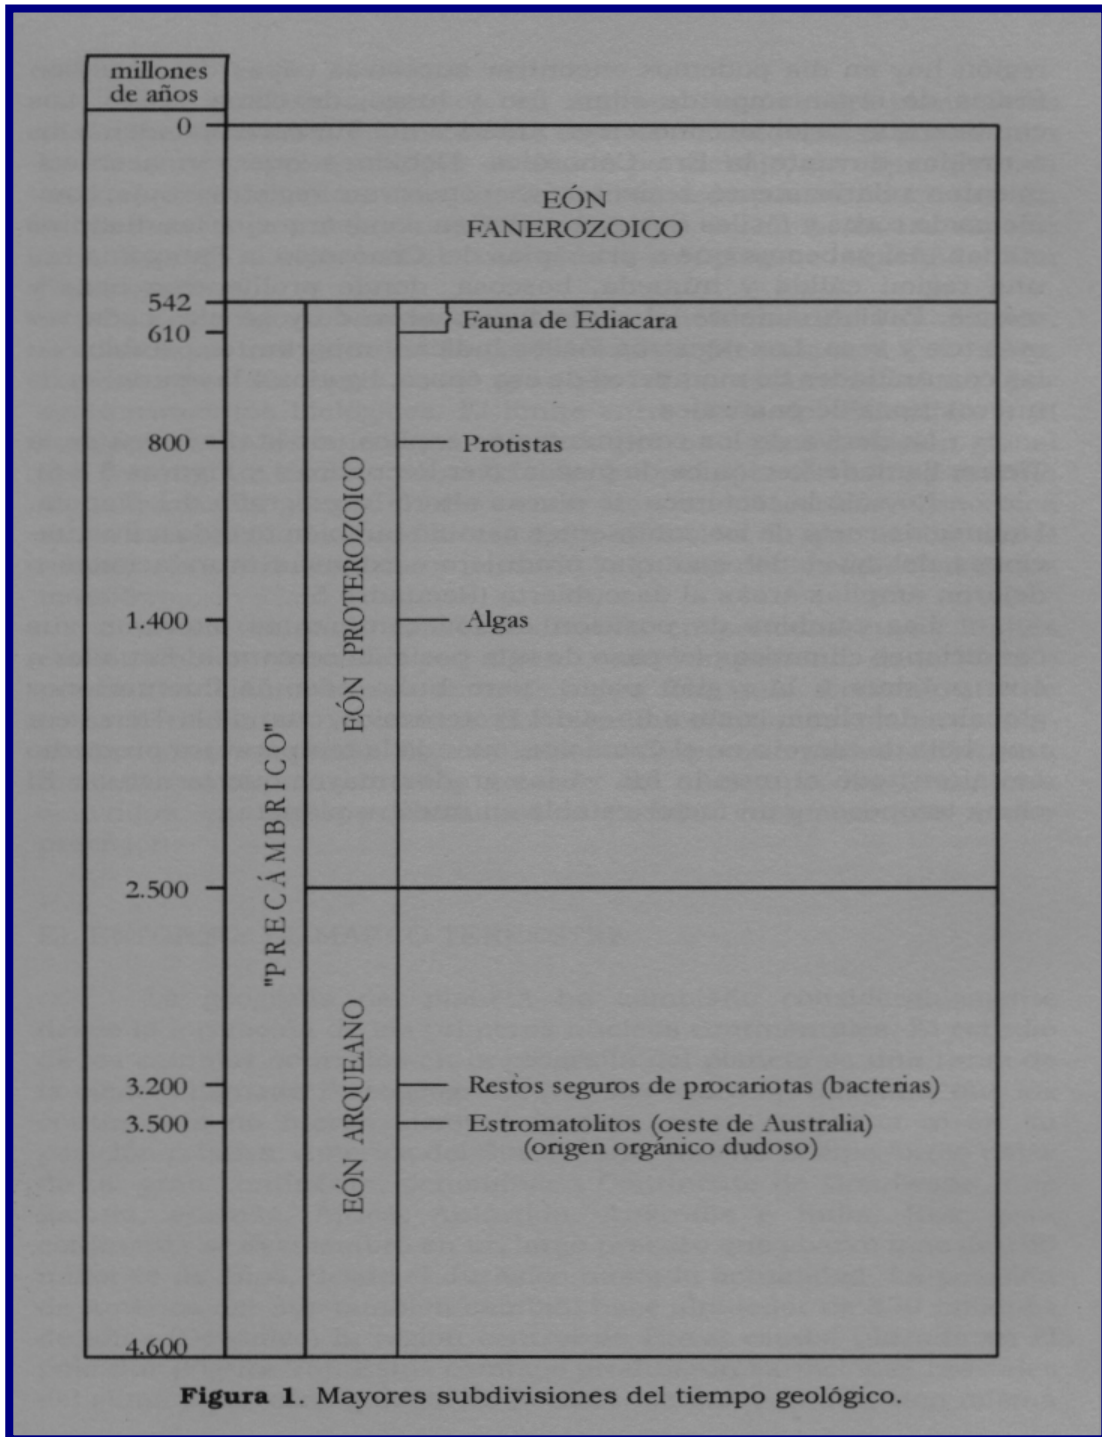 millones
de años
0
EÓN
FANEROZOICO
542
Fauna de Ediacara
610
800
Protistas
EÓN PROTEROZOICO
1.400
Algas
"PRECÁMBRICO"
2.500
EÓN ARQUEANO
3.200
Restos seguros de procariotas (bacterias)
3.500
Estromatolitos (oeste de Australia)
(origen orgánico dudoso)
4.600
Figura 1. Mayores subdivisiones del tiempo geológico.